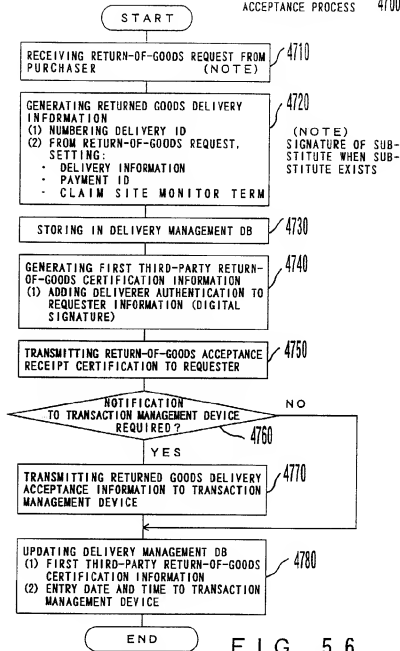 ACCEPTANCE PROCESS 4700
START
RECEIVING RETURN-OF-GOODS REQUEST FROM
PURCHASER (NOTE)
4710
GENERATING RETURNED GOODS DELIVERY
INFORMATION
(1) NUMBERING DELIVERY ID
(2) FROM RETURN-OF-GOODS REQUEST,
SETTING:
· DELIVERY INFORMATION
· PAYMENT ID
· CLAIM SITE MONITOR TERM
4720
(NOTE)
SIGNATURE OF SUB-
STITUTE WHEN SUB-
STITUTE EXISTS
STORING IN DELIVERY MANAGEMENT DB
4730
GENERATING FIRST THIRD-PARTY RETURN-
OF-GOODS CERTIFICATION INFORMATION
(1) ADDING DELIVERER AUTHENTICATION TO
REQUESTER INFORMATION (DIGITAL
SIGNATURE)
4740
TRANSMITTING RETURN-OF-GOODS ACCEPTANCE
RECEIPT CERTIFICATION TO REQUESTER
4750
NOTIFICATION
TO TRANSACTION MANAGEMENT DEVICE
REQUIRED?
NO
4760
YES
TRANSMITTING RETURNED GOODS DELIVERY
ACCEPTANCE INFORMATION TO TRANSACTION
MANAGEMENT DEVICE
4770
UPDATING DELIVERY MANAGEMENT DB
(1) FIRST THIRD-PARTY RETURN-OF-GOODS
CERTIFICATION INFORMATION
(2) ENTRY DATE AND TIME TO TRANSACTION
MANAGEMENT DEVICE
4780
END
FIG. 56